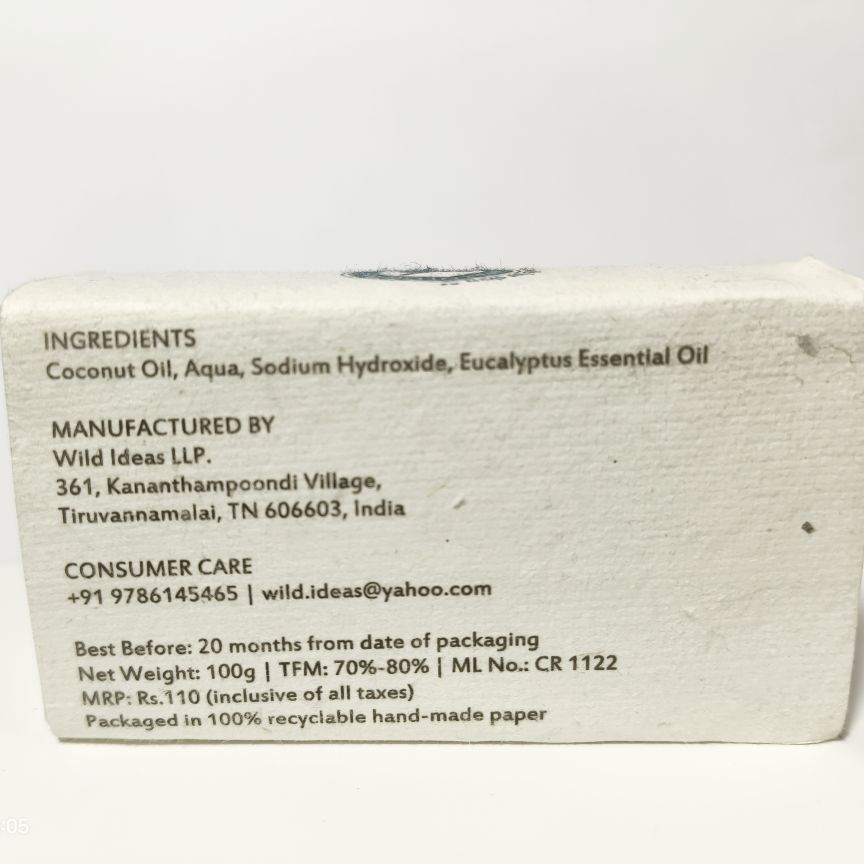 INGREDIENTS
Coconut Oil, Aqua, Sodium Hydroxide, Eucalyptus Essential Oil
MANUFACTURED BY
Wild Ideas LLP.
361, Kananthampoondi Village,
Tiruvannamalai, TN 606603, India
CONSUMER CARE
+91 9786145465 | wild.ideas@yahoo.com
Best Before: 20 months from date of packaging
Net Weight: 100g | TFM: 70%-80% | ML No.: CR 1122
MRP: Rs.110 (inclusive of all taxes)
Packaged in 100% recyclable hand-made paper
:05